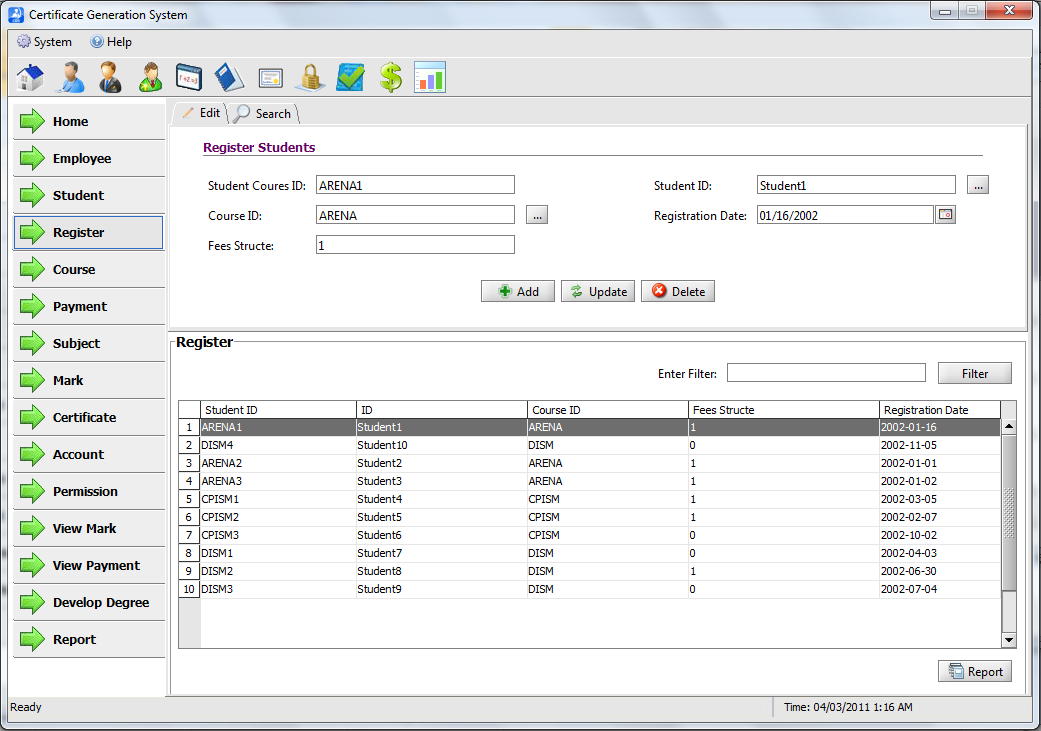 Certificate Generation System
System Help
Edit Search
Home
Employee
Student
Register
Course
Payment
Subject
Mark
Certificate
Account
Permission
View Mark
View Payment
Develop Degree
Report
Register Students
Student Coures ID: ARENA1 Student ID: Student1 ...
Course ID: ARENA ... Registration Date: 01/16/2002
Fees Structe: 1
Add Update Delete
Register
Enter Filter: Filter
Student ID ID Course ID Fees Structe Registration Date
1 ARENA1 Student1 ARENA 1 2002-01-16
2 DISM4 Student10 DISM 0 2002-11-05
3 ARENA2 Student2 ARENA 1 2002-01-01
4 ARENA3 Student3 ARENA 1 2002-01-02
5 CPISM1 Student4 CPISM 1 2002-03-05
6 CPISM2 Student5 CPISM 1 2002-02-07
7 CPISM3 Student6 CPISM 0 2002-10-02
8 DISM1 Student7 DISM 0 2002-04-03
9 DISM2 Student8 DISM 1 2002-06-30
10 DISM3 Student9 DISM 0 2002-07-04
Report
Ready Time: 04/03/2011 1:16 AM